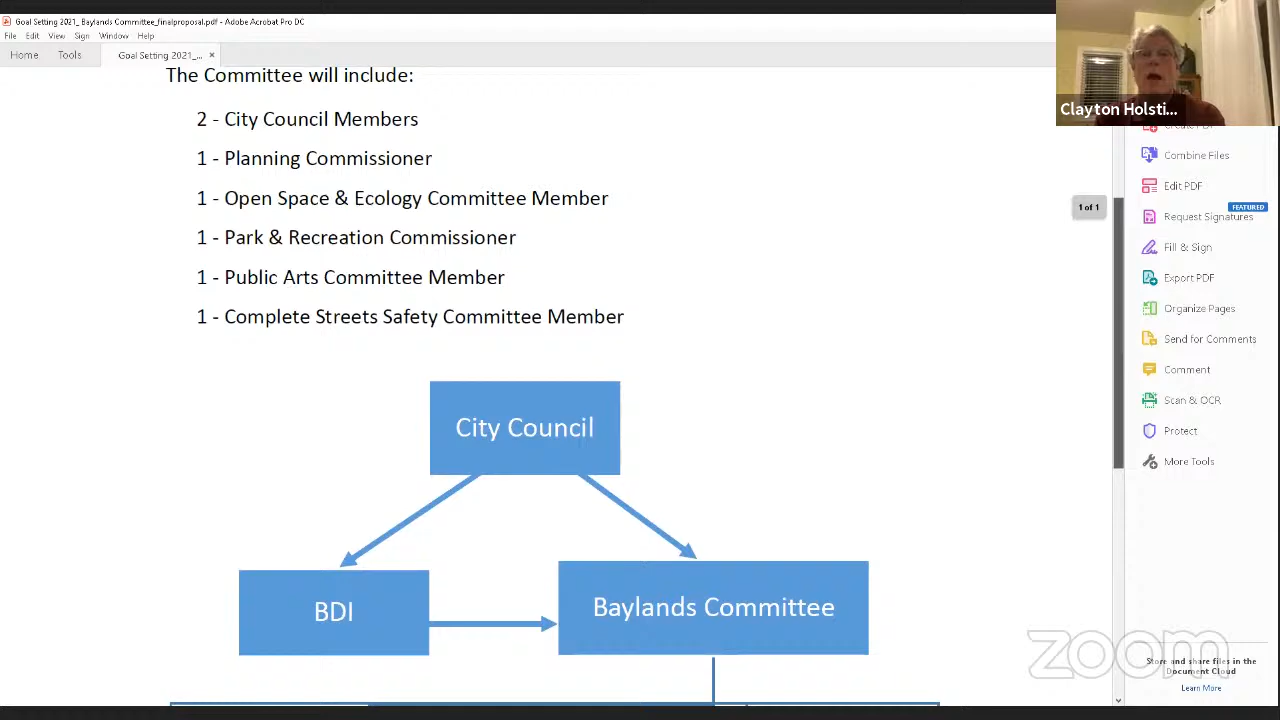 Goal Setting 2021_ Baylands Committee_finalproposal.pdf - Adobe Acrobat Pro DC
File Edit View Sign Window Help
Home Tools Goal Setting 2021_... ×
The Committee will include:
2 - City Council Members
1 - Planning Commissioner
1 - Open Space & Ecology Committee Member
1 - Park & Recreation Commissioner
1 - Public Arts Committee Member
1 - Complete Streets Safety Committee Member
City Council
BDI
Baylands Committee
Clayton Holsti...
1 of 1
Create PDF
Combine Files
Edit PDF
FEATURED
Request Signatures
Fill & Sign
Export PDF
Organize Pages
Send for Comments
Comment
Scan & OCR
Protect
More Tools
zoom
Store and share files in the
Document Cloud
Learn More